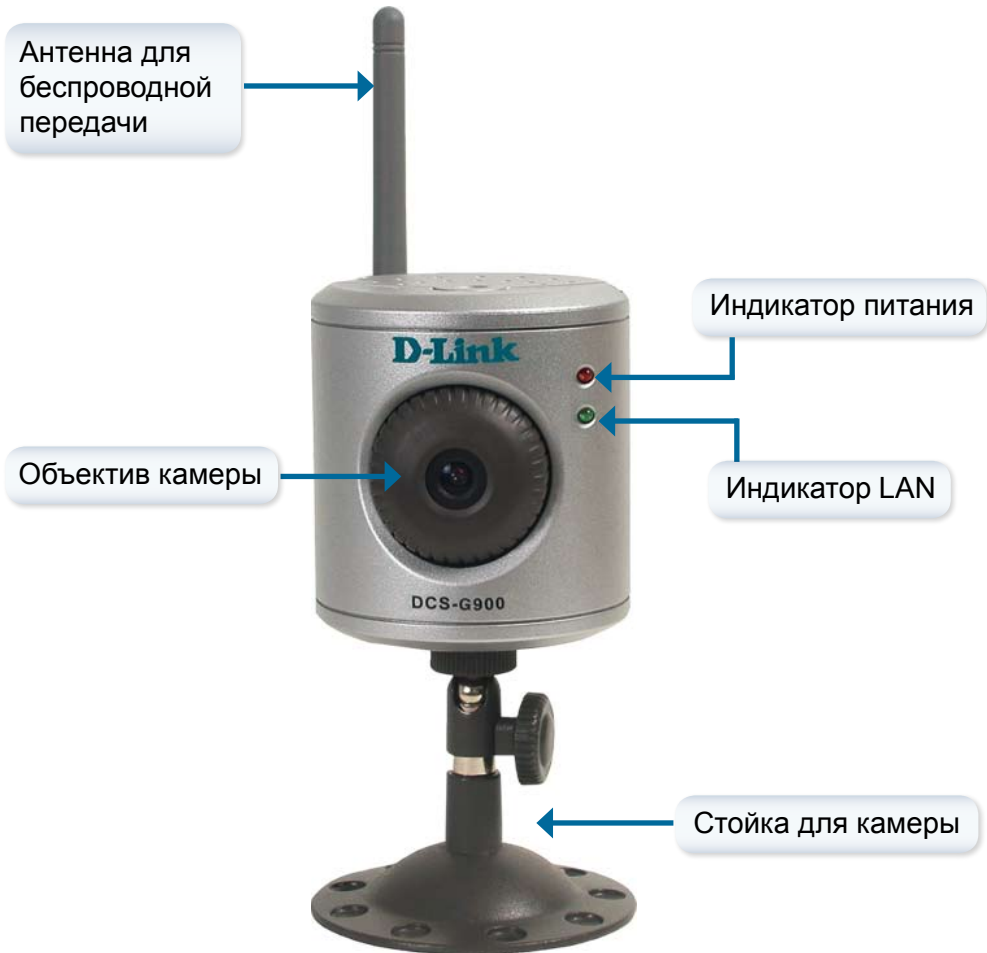 Антенна для
беспроводной
передачи
Индикатор питания
D-Link
Объектив камеры
Индикатор LAN
DCS-G900
Стойка для камеры